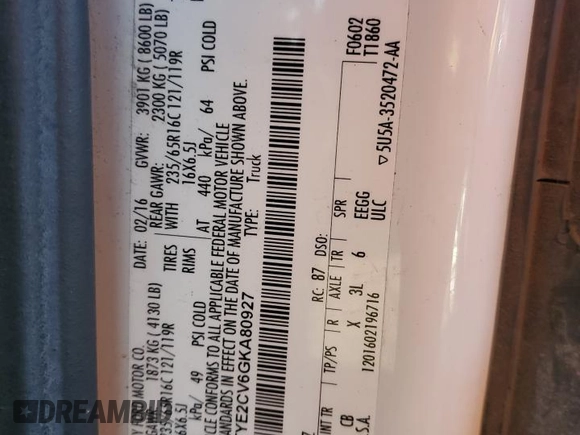 Y FORD MOTOR CO.
DATE: 02/16 GVWR: 3901 KG ( 8600 LB)
1873 KG ( 4130 LB) REAR GAWR: 2300 KG ( 5070 LB)
235/65R16C 121/119R TIRES WITH 235/65R16C 121/119R
16X6.5J RIMS 16X6.5J
kPa/ 49 PSI COLD AT 440 kPa/ 64 PSI COLD
CLE CONFORMS TO ALL APPLICABLE FEDERAL MOTOR VEHICLE
ANDARDS IN EFFECT ON THE DATE OF MANUFACTURE SHOWN ABOVE.
YE2CV6GKA80927 TYPE: Truck
F0602
T1860
RC: 87 DSO:
INT TR TP/PS R AXLE TR SPR
CB X 3L 6 EEGG
ULC
S.A. 1201602196716
▽5U5A-3520472-AA
DREAMBID